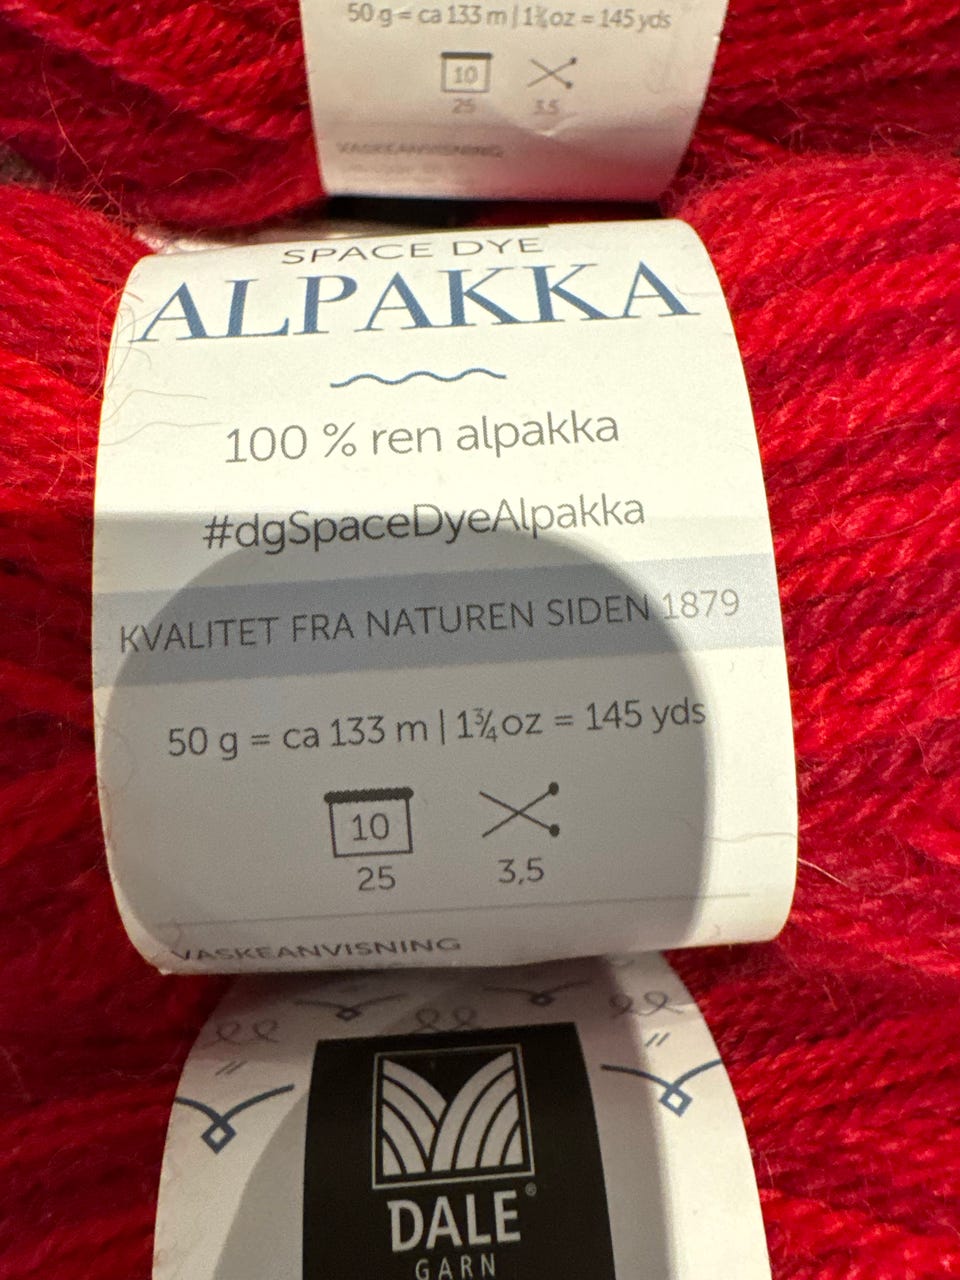 50 g = ca 133 m | 1¾ oz = 145 yds
10
25
3,5
VASKEANVISNING
SPACE DYE
ALPAKKA
100 % ren alpakka
#dgSpaceDyeAlpakka
KVALITET FRA NATUREN SIDEN 1879
50 g = ca 133 m | 1¾ oz = 145 yds
10
25
3,5
VASKEANVISNING
DALE®
GARN